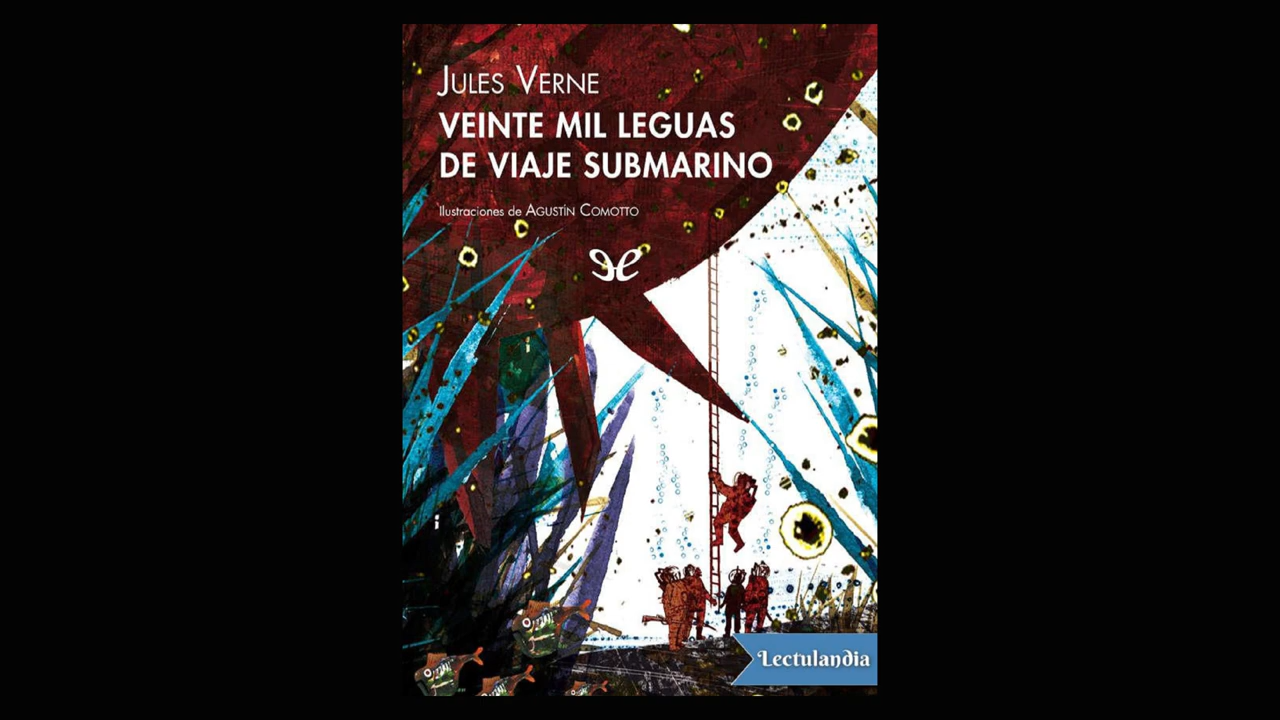 JULES VERNE
VEINTE MIL LEGUAS
DE VIAJE SUBMARINO
Ilustraciones de AGUSTÍN COMOTTO
Lectulandia